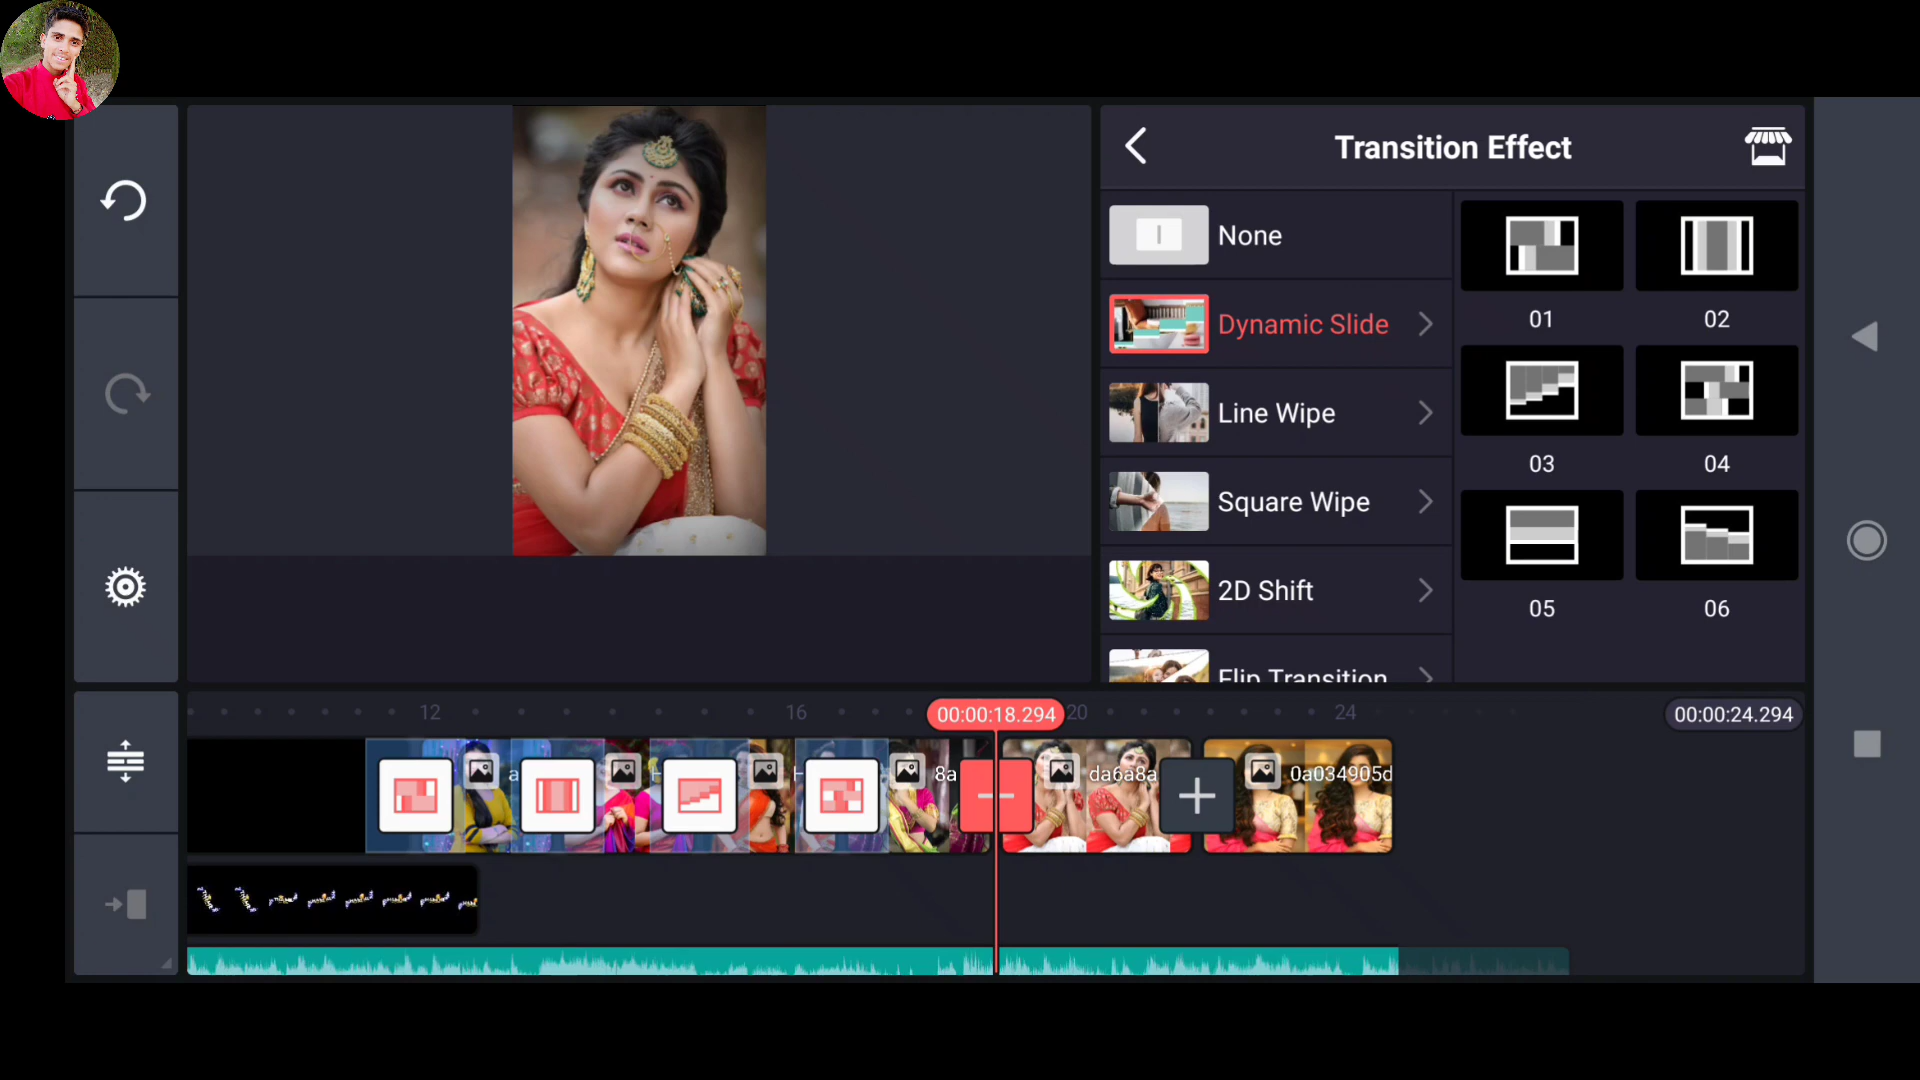 Transition Effect
None
Dynamic Slide
Line Wipe
Square Wipe
2D Shift
Flip Transition
01
02
03
04
05
06
12
16
00:00:18.294
20
24
00:00:24.294
a
H
H
8a
da6a8a
0a034905d